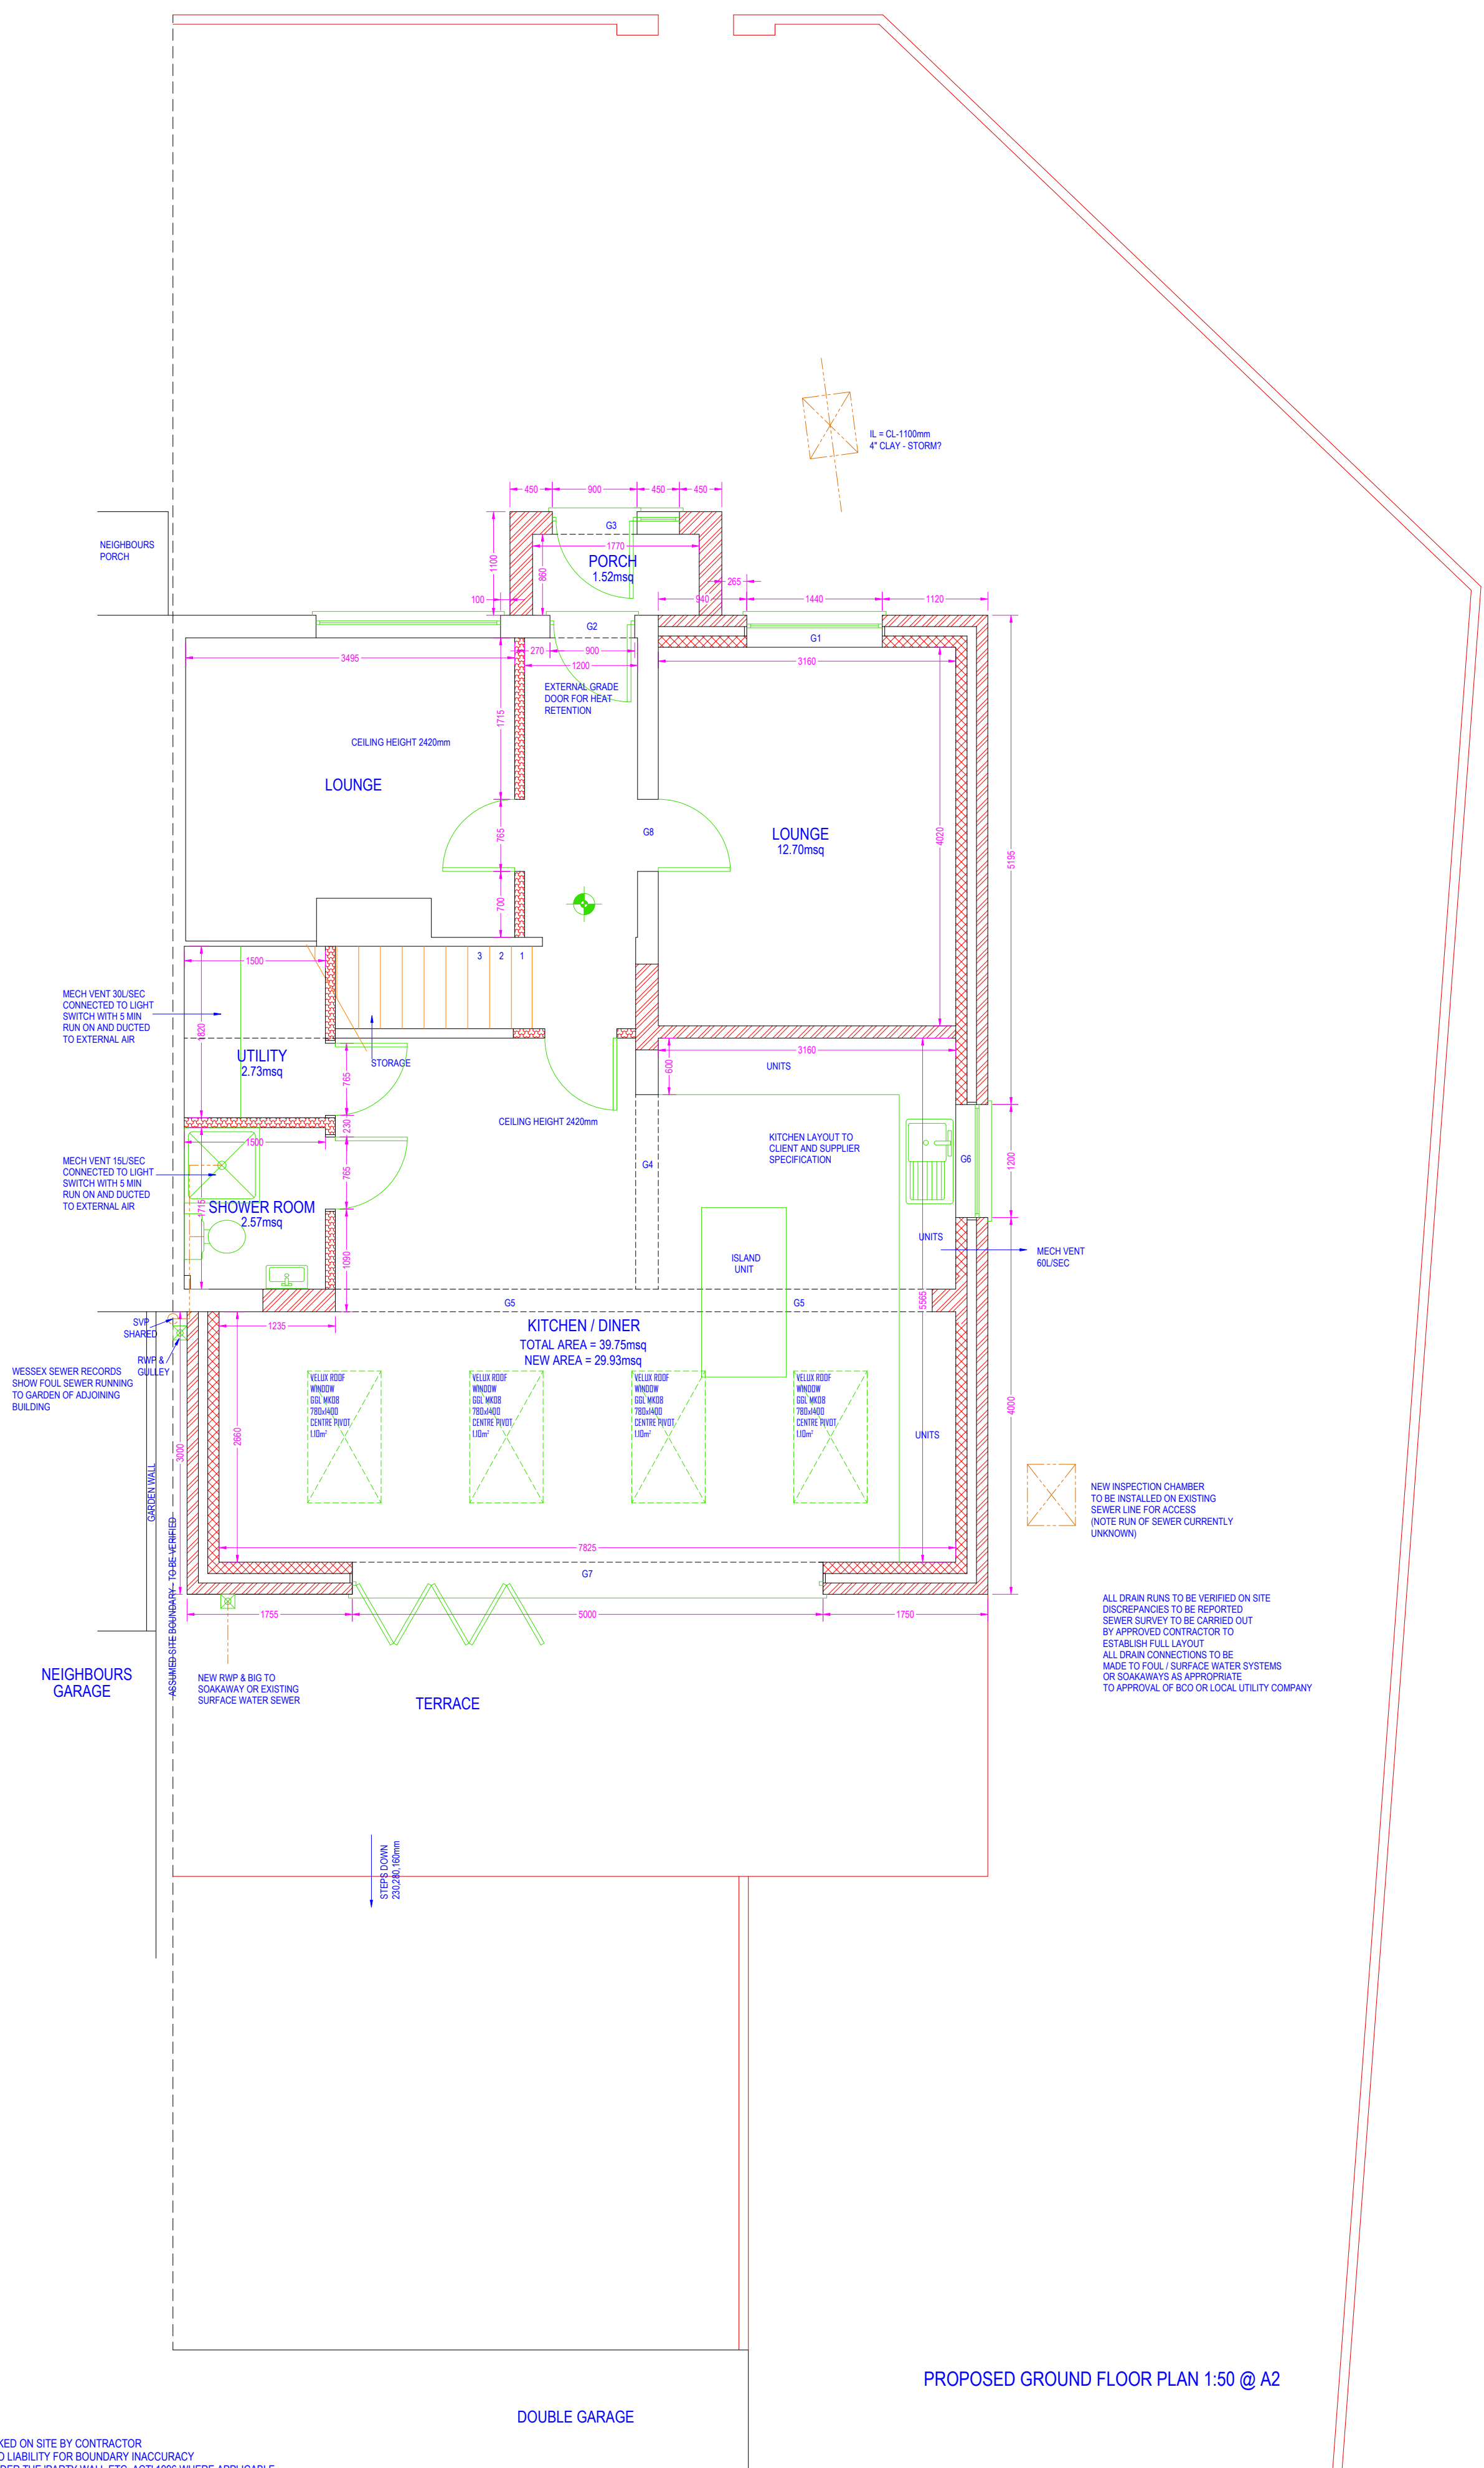 IL = CL-1100mm
4" CLAY - STORM?
450
900
450
450
NEIGHBOURS
PORCH
G3
1770
PORCH
1.52msq
1100
860
265
100
940
1440
1120
G2
G1
3495
270
900
1200
3160
EXTERNAL GRADE
DOOR FOR HEAT
RETENTION
1715
CEILING HEIGHT 2420mm
LOUNGE
765
G8
LOUNGE
12.70msq
4020
5195
700
3
2
1
1500
MECH VENT 30L/SEC
CONNECTED TO LIGHT
SWITCH WITH 5 MIN
RUN ON AND DUCTED
TO EXTERNAL AIR
1820
UTILITY
2.73msq
STORAGE
3160
600
UNITS
765
230
CEILING HEIGHT 2420mm
KITCHEN LAYOUT TO
CLIENT AND SUPPLIER
SPECIFICATION
1500
MECH VENT 15L/SEC
CONNECTED TO LIGHT
SWITCH WITH 5 MIN
RUN ON AND DUCTED
TO EXTERNAL AIR
G4
G6
1200
765
1715
SHOWER ROOM
2.57msq
1090
UNITS
ISLAND
UNIT
MECH VENT
60L/SEC
G5
G5
5565
SVP
SHARED
1235
KITCHEN / DINER
TOTAL AREA = 39.75msq
NEW AREA = 29.93msq
RWP &
GULLEY
WESSEX SEWER RECORDS
SHOW FOUL SEWER RUNNING
TO GARDEN OF ADJOINING
BUILDING
VELUX ROOF
WINDOW
GGL MK08
780x1400
CENTRE PIVOT
1.10m²
VELUX ROOF
WINDOW
GGL MK08
780x1400
CENTRE PIVOT
1.10m²
VELUX ROOF
WINDOW
GGL MK08
780x1400
CENTRE PIVOT
1.10m²
VELUX ROOF
WINDOW
GGL MK08
780x1400
CENTRE PIVOT
1.10m²
4000
2660
3000
UNITS
GARDEN WALL
ASSUMED SITE BOUNDARY - TO BE VERIFIED
NEW INSPECTION CHAMBER
TO BE INSTALLED ON EXISTING
SEWER LINE FOR ACCESS
(NOTE RUN OF SEWER CURRENTLY
UNKNOWN)
7825
G7
1755
5000
1750
ALL DRAIN RUNS TO BE VERIFIED ON SITE
DISCREPANCIES TO BE REPORTED
SEWER SURVEY TO BE CARRIED OUT
BY APPROVED CONTRACTOR TO
ESTABLISH FULL LAYOUT
ALL DRAIN CONNECTIONS TO BE
MADE TO FOUL / SURFACE WATER SYSTEMS
OR SOAKAWAYS AS APPROPRIATE
TO APPROVAL OF BCO OR LOCAL UTILITY COMPANY
NEIGHBOURS
GARAGE
NEW RWP & BIG TO
SOAKAWAY OR EXISTING
SURFACE WATER SEWER
TERRACE
STEPS DOWN
230,280,160mm
PROPOSED GROUND FLOOR PLAN 1:50 @ A2
DOUBLE GARAGE
KED ON SITE BY CONTRACTOR
LIABILITY FOR BOUNDARY INACCURACY